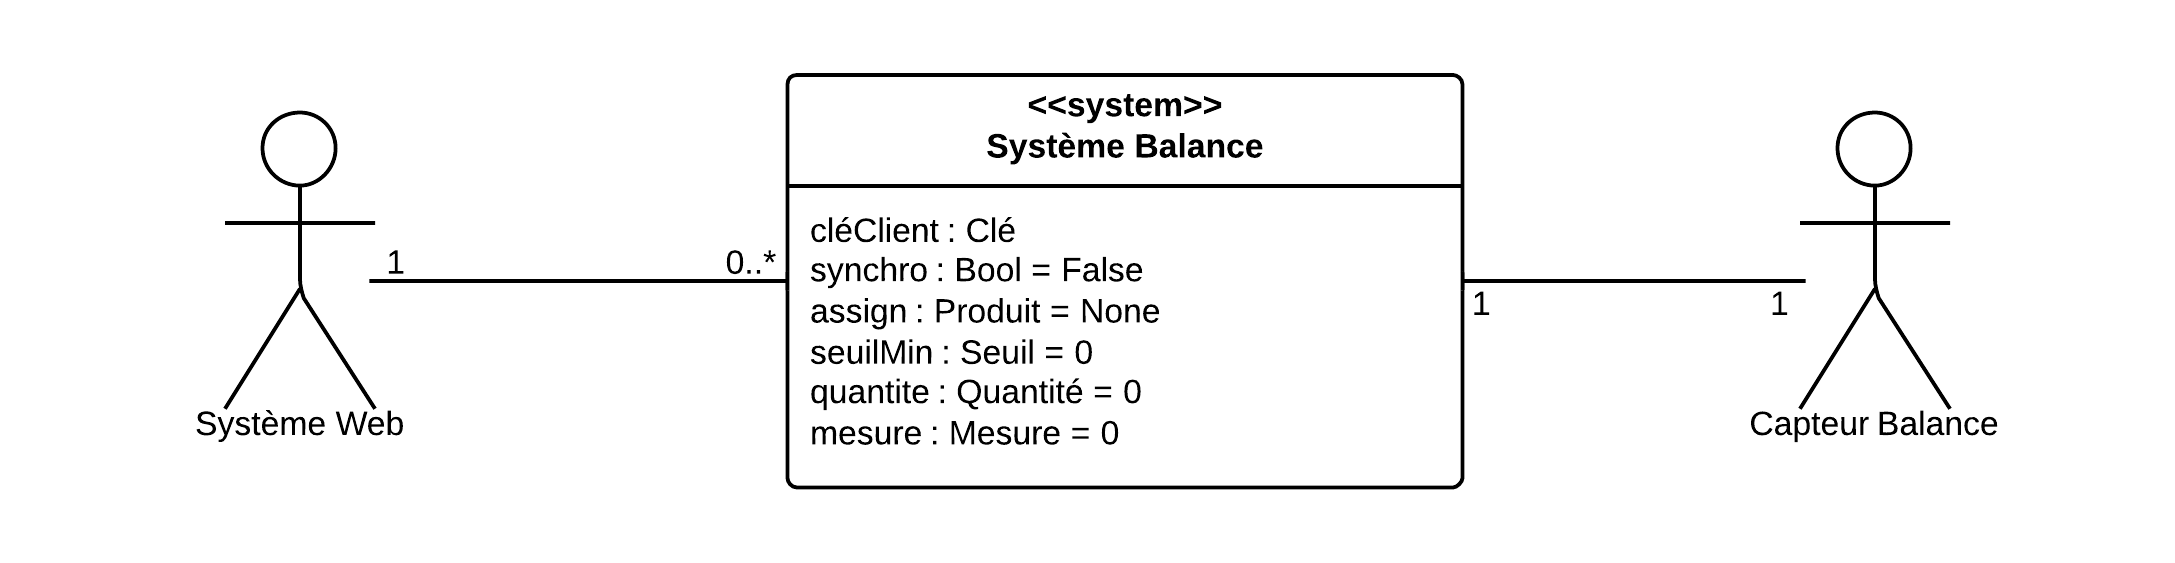 <<system>>
Système Balance
cléClient : Clé
synchro : Bool = False
assign : Produit = None
seuilMin : Seuil = 0
quantite : Quantité = 0
mesure : Mesure = 0
1
0..*
1
1
Système Web
Capteur Balance